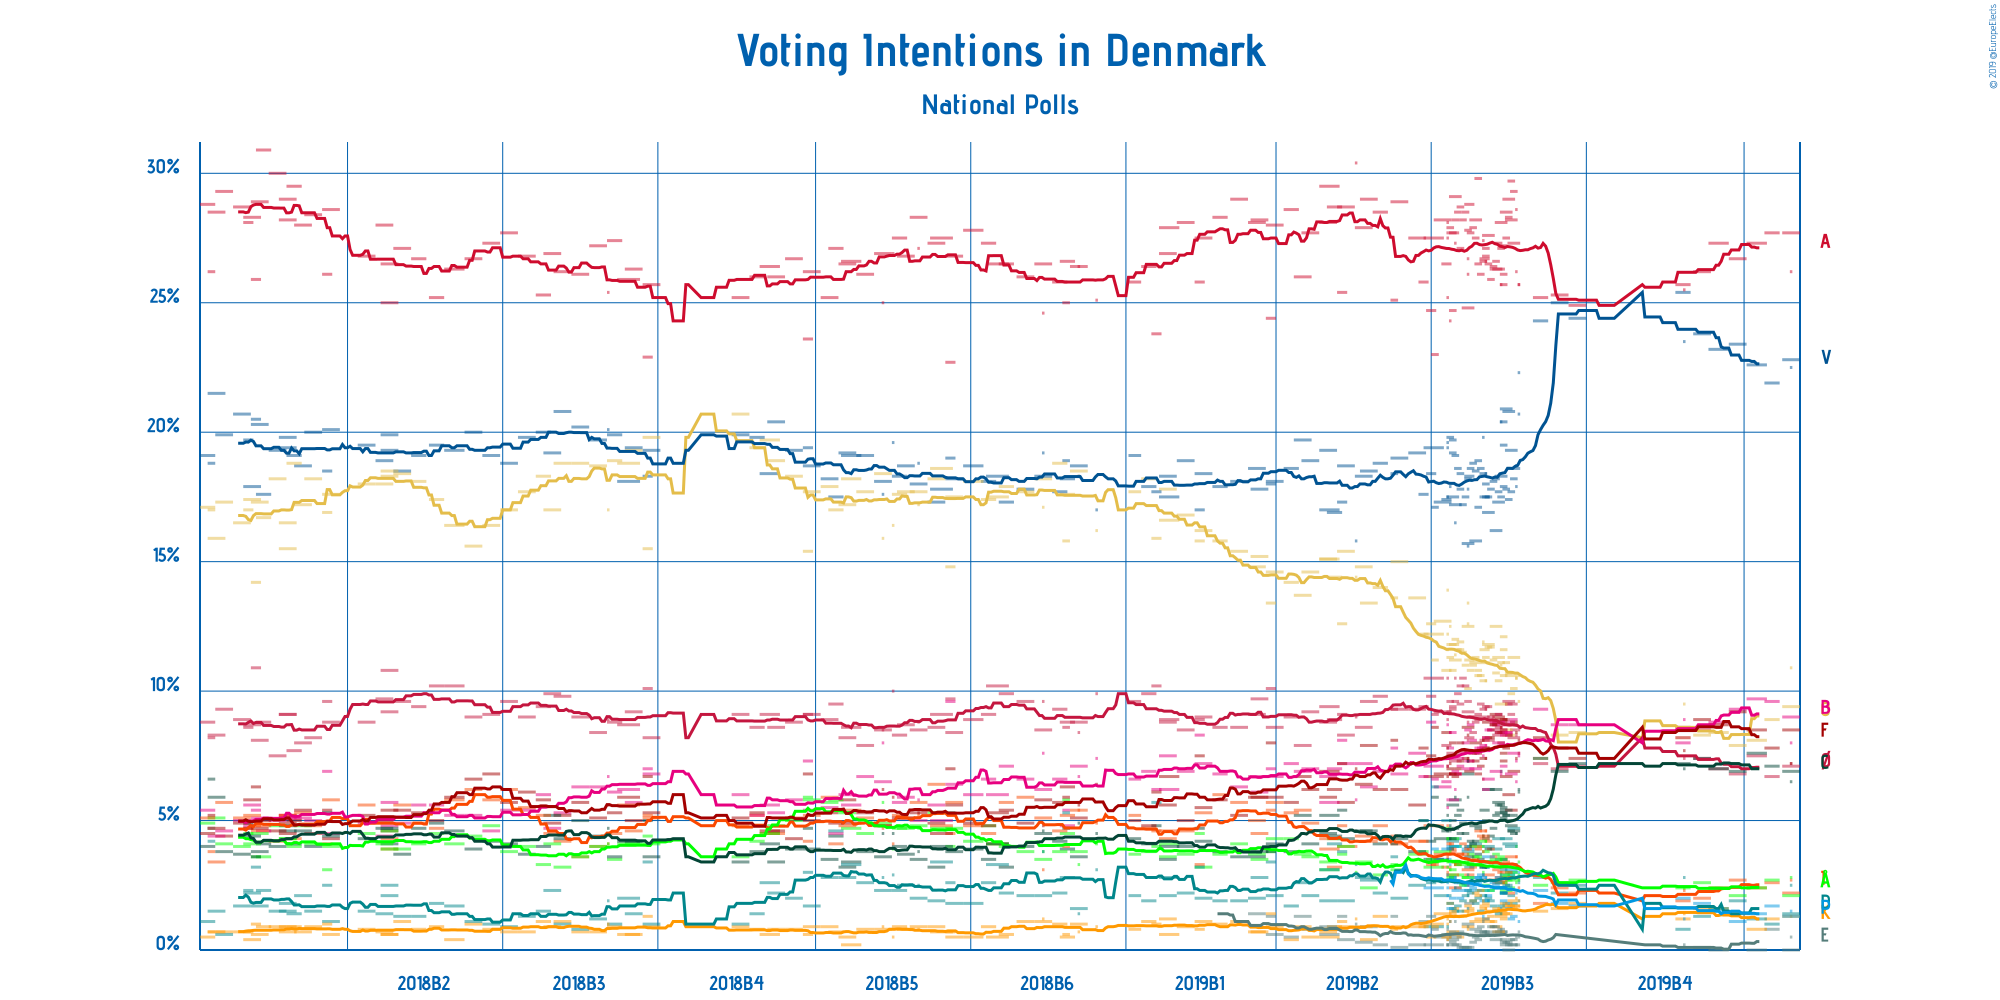 © 2019 @EuropeElects
Voting Intentions in Denmark
National Polls
30%
25%
20%
15%
10%
5%
0%
A
V
B
F
Ø
Å
D
P
K
E
2018B2
2018B3
2018B4
2018B5
2018B6
2019B1
2019B2
2019B3
2019B4